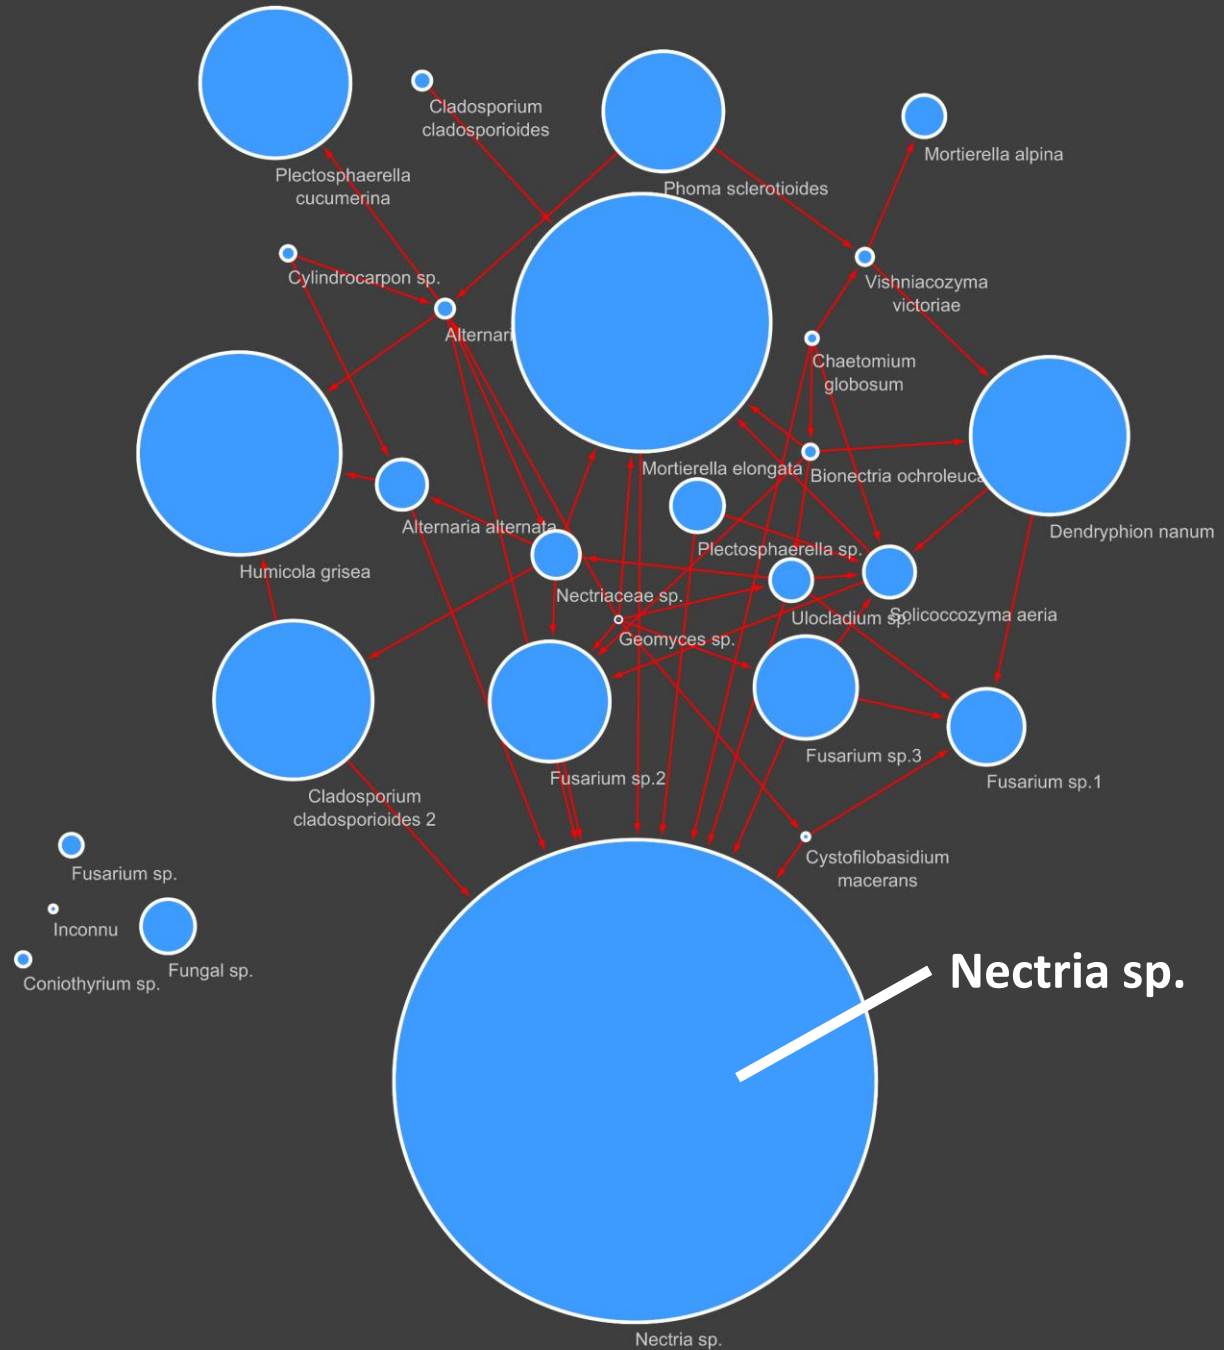 Cladosporium
cladosporioides
Mortierella alpina
Plectosphaerella
cucumerina
Phoma sclerotioides
Cylindrocarpon sp.
Vishniacozyma
victoriae
Alternari
Chaetomium
globosum
Mortierella elongata
Bionectria ochroleuca
Alternaria alternata
Dendryphion nanum
Plectosphaerella sp.
Humicola grisea
Nectriaceae sp.
Solicoccozyma aeria
Ulocladium sp.
Geomyces sp.
Fusarium sp.3
Fusarium sp.2
Fusarium sp.1
Cladosporium
cladosporioides 2
Cystofilobasidium
macerans
Fusarium sp.
Inconnu
Fungal sp.
Coniothyrium sp.
Nectria sp.
Nectria sp.